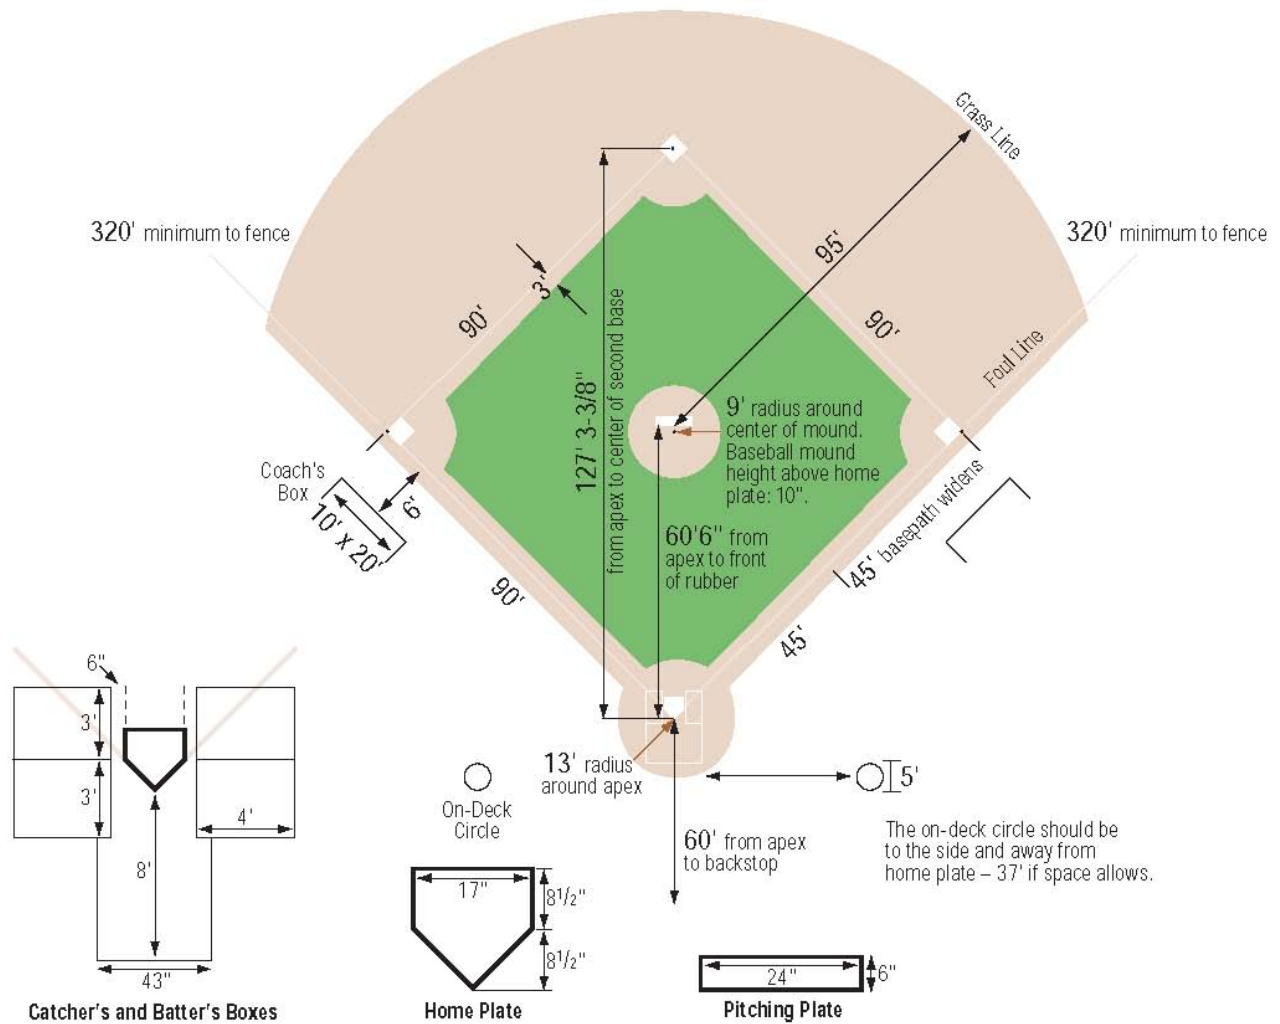 Grass Line
320' minimum to fence
320' minimum to fence
95'
3'
90'
90'
Foul Line
127' 3-3/8"
from apex to center of second base
9' radius around
center of mound.
Baseball mound
height above home
plate: 10".
Coach's
Box
10' x 20'
6'
60'6" from
apex to front
of rubber
45' basepath widens
90'
45'
13' radius
around apex
On-Deck
Circle
5'
60' from apex
to backstop
The on-deck circle should be
to the side and away from
home plate – 37' if space allows.
6"
3'
3'
4'
8'
43"
Catcher's and Batter's Boxes
17"
8 1/2"
8 1/2"
Home Plate
24"
6"
Pitching Plate